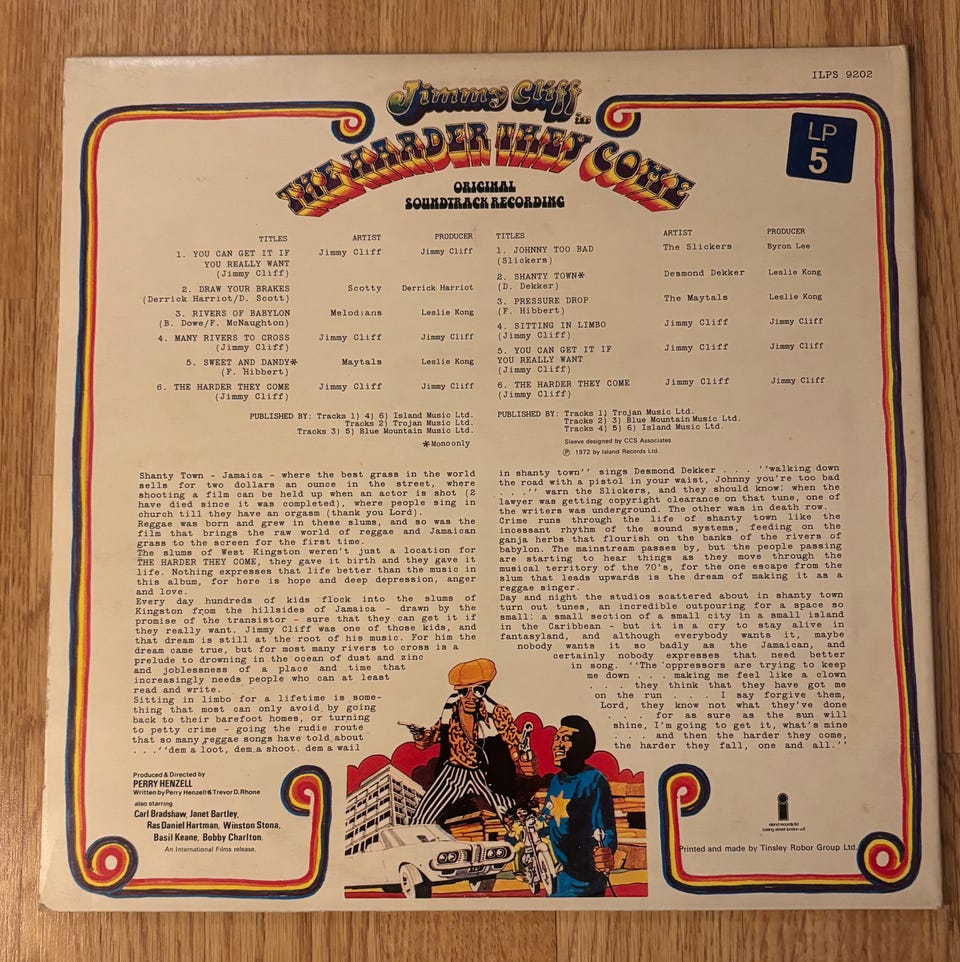 ILPS 9202
Jimmy Cliff
in
THE HARDER THEY COME
ORIGINAL
SOUNDTRACK RECORDING
LP
5
TITLES ARTIST PRODUCER
1. YOU CAN GET IT IF Jimmy Cliff Jimmy Cliff
YOU REALLY WANT
(Jimmy Cliff)
2. DRAW YOUR BRAKES Scotty Derrick Harriot
(Derrick Harriot/D. Scott)
3. RIVERS OF BABYLON Melodians Leslie Kong
(B. Dowe/F. McNaughton)
4. MANY RIVERS TO CROSS Jimmy Cliff Jimmy Cliff
(Jimmy Cliff)
5. SWEET AND DANDY* Maytals Leslie Kong
(F. Hibbert)
6. THE HARDER THEY COME Jimmy Cliff Jimmy Cliff
(Jimmy Cliff)
PUBLISHED BY: Tracks 1) 4) 6) Island Music Ltd.
Tracks 2) Trojan Music Ltd.
Tracks 3) 5) Blue Mountain Music Ltd.
*Mono only
TITLES ARTIST PRODUCER
1. JOHNNY TOO BAD The Slickers Byron Lee
(Slickers)
2. SHANTY TOWN* Desmond Dekker Leslie Kong
(D. Dekker)
3. PRESSURE DROP The Maytals Leslie Kong
(F. Hibbert)
4. SITTING IN LIMBO Jimmy Cliff Jimmy Cliff
(Jimmy Cliff)
5. YOU CAN GET IT IF Jimmy Cliff Jimmy Cliff
YOU REALLY WANT
(Jimmy Cliff)
6. THE HARDER THEY COME Jimmy Cliff Jimmy Cliff
(Jimmy Cliff)
PUBLISHED BY: Tracks 1) Trojan Music Ltd.
Tracks 2) 3) Blue Mountain Music Ltd.
Tracks 4) 5) 6) Island Music Ltd.
Sleeve designed by CCS Associates
℗ 1972 by Island Records Ltd.
Shanty Town - Jamaica - where the best grass in the world
sells for two dollars an ounce in the street, where
shooting a film can be held up when an actor is shot (2
have died since it was completed), where people sing in
church till they have an orgasm (thank you Lord).
Reggae was born and grew in these slums, and so was the
film that brings the raw world of reggae and Jamaican
grass to the screen for the first time.
The slums of West Kingston weren't just a location for
THE HARDER THEY COME, they gave it birth and they gave it
life. Nothing expresses that life better than the music in
this album, for here is hope and deep depression, anger
and love.
Every day hundreds of kids flock into the slums of
Kingston from the hillsides of Jamaica - drawn by the
promise of the transistor - sure that they can get it if
they really want. Jimmy Cliff was one of those kids, and
that dream is still at the root of his music. For him the
dream came true, but for most many rivers to cross is a
prelude to drowning in the ocean of dust and zinc
and joblessness of a place and time that
increasingly needs people who can at least
read and write.
Sitting in limbo for a lifetime is some-
thing that most can only avoid by going
back to their barefoot homes, or turning
to petty crime - going the rudie route
that so many reggae songs have told about
. . ''dem a loot, dem a shoot. dem a wail
in shanty town'' sings Desmond Dekker . . . ''walking down
the road with a pistol in your waist, Johnny you're too bad
. . .'' warn the Slickers, and they should know: when the
lawyer was getting copyright clearance on that tune, one of
the writers was underground. The other was in death row.
Crime runs through the life of shanty town like the
incessant rhythm of the sound systems, feeding on the
ganja herbs that flourish on the banks of the rivers of
babylon. The mainstream passes by, but the people passing
are starting to hear things as they move through the
musical territory of the 70's, for the one escape from the
slum that leads upwards is the dream of making it as a
reggae singer.
Day and night the studios scattered about in shanty town
turn out tunes, an incredible outpouring for a space so
small: a small section of a small city in a small island
in the Caribbean - but it is a cry to stay alive in
fantasyland, and although everybody wants it, maybe
nobody wants it so badly as the Jamaican, and
certainly nobody expresses that need better
in song. ''The oppressors are trying to keep
me down . . . . making me feel like a clown
. . . . they think that they have got me
on the run . . . . I say forgive them,
Lord, they know not what they've done
. . . . for as sure as the sun will
shine, I'm going to get it, what's mine
. . . and then the harder they come,
the harder they fall, one and all.''
Produced & Directed by
PERRY HENZELL
Written by Perry Henzell & Trevor D. Rhone
also starring
Carl Bradshaw, Janet Bartley,
Ras Daniel Hartman, Winston Stona,
Basil Keane, Bobby Charlton.
An International Films release.
island records ltd
basing street london w11
Printed and made by Tinsley Robor Group Ltd.